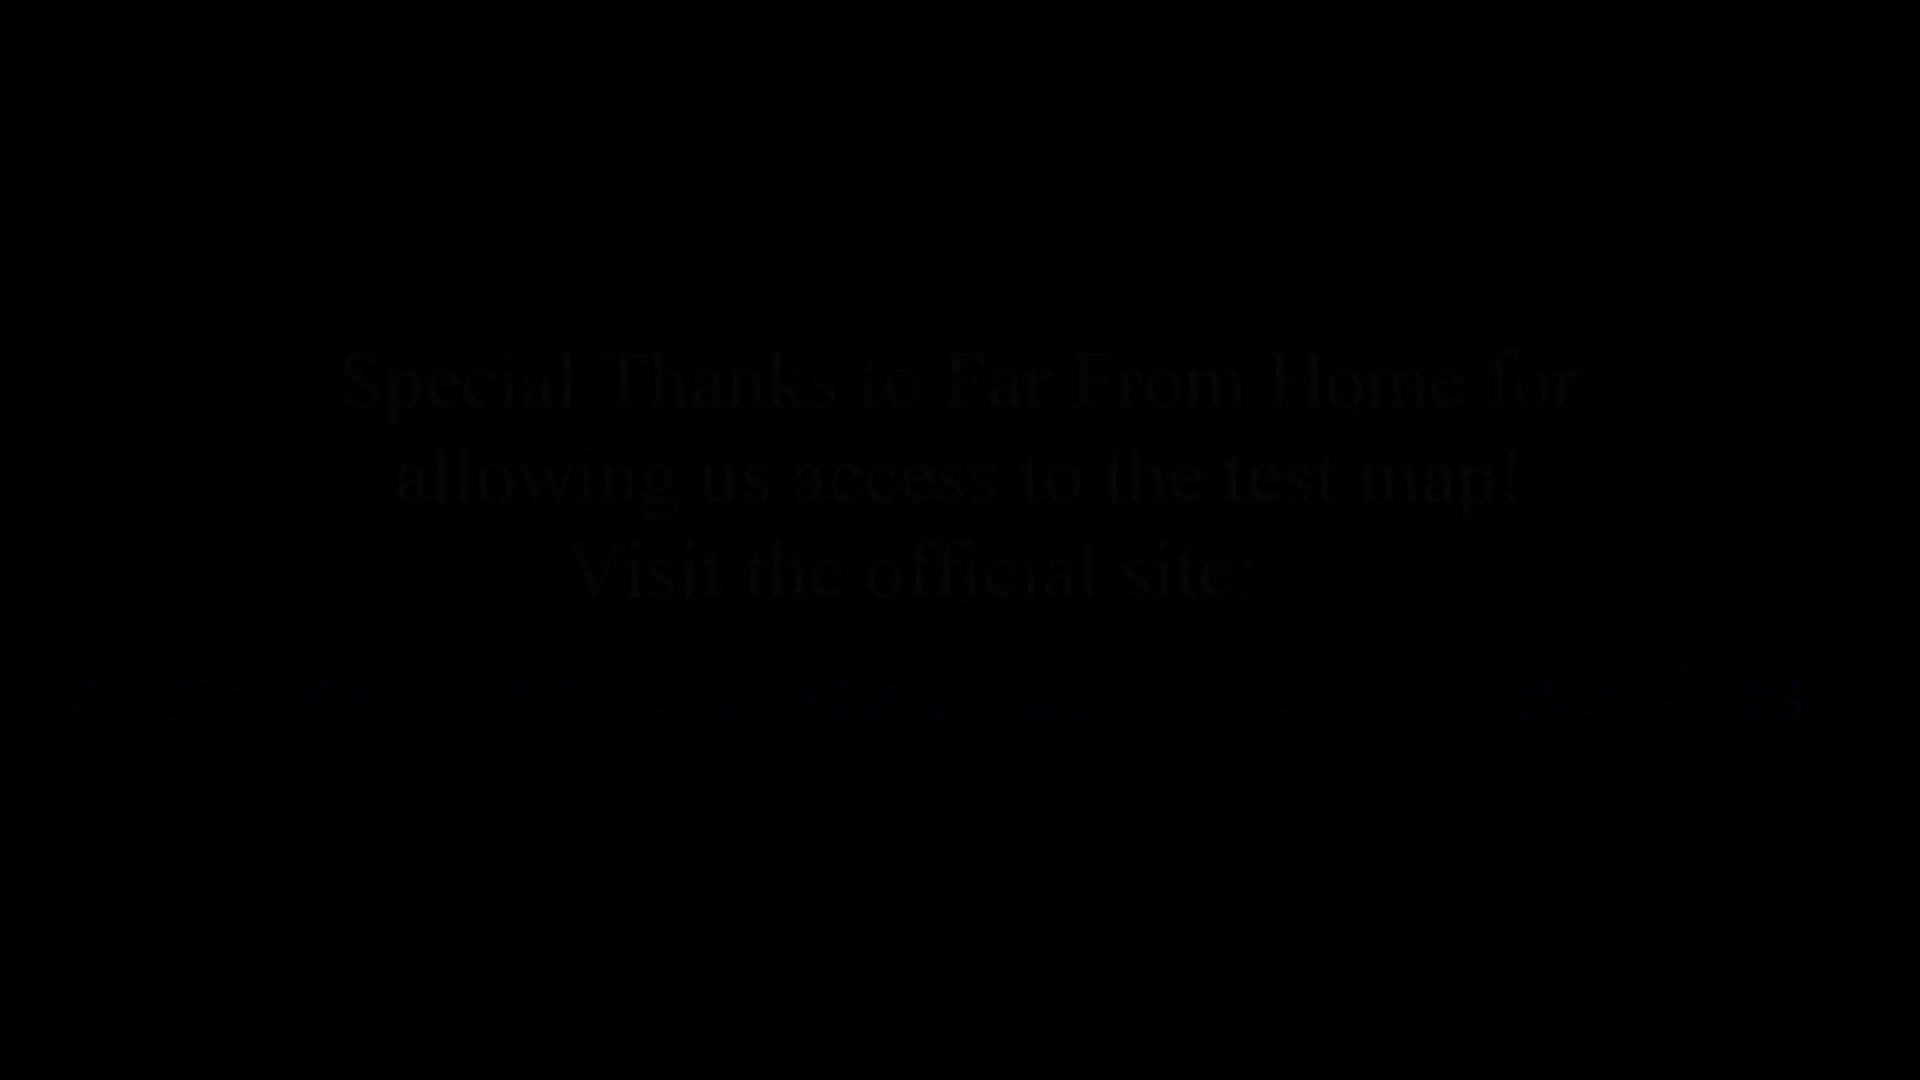 Special Thanks to Far From Home for
allowing us access to the test map!
Visit the official site: